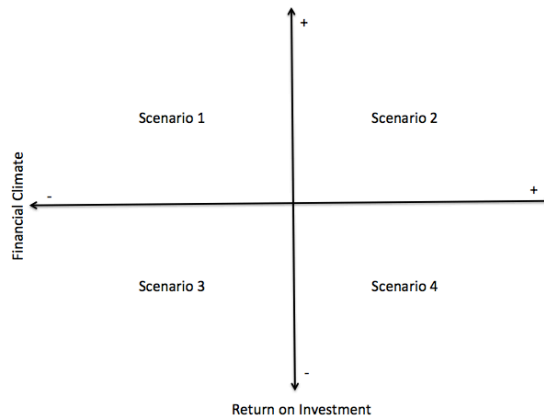 +
Scenario 1
Scenario 2
Financial Climate
-
+
Scenario 3
Scenario 4
-
Return on Investment